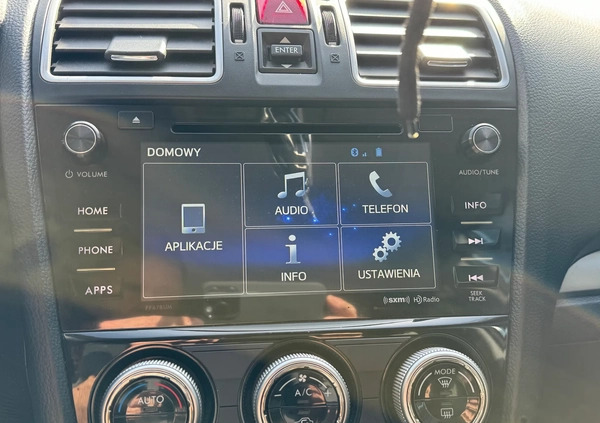 ENTER
DOMOWY
VOLUME
AUDIO/TUNE
HOME
PHONE
APPS
APLIKACJE
AUDIO
TELEFON
INFO
USTAWIENIA
INFO
SEEK
TRACK
((sxm))
HD Radio
AUTO
A/C
MODE